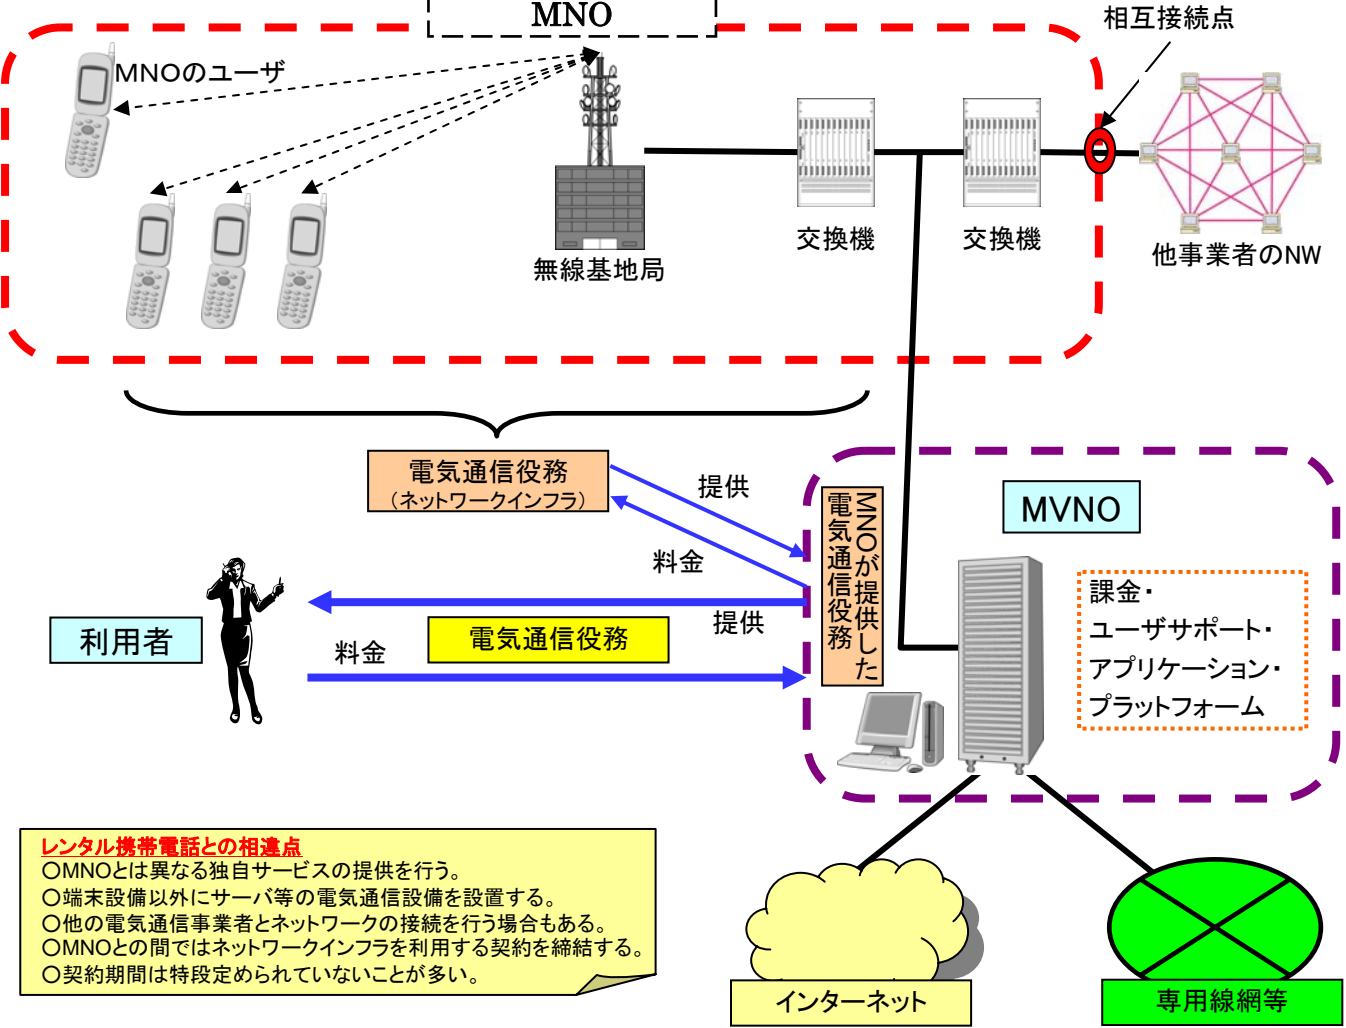 MNO
相互接続点
MNOのユーザ
交換機
交換機
無線基地局
他事業者のNW
電気通信役務
(ネットワークインフラ)
提供
料金
MNOが提供した
電気通信役務
MVNO
課金・
ユーザサポート・
アプリケーション・
プラットフォーム
利用者
提供
電気通信役務
料金
レンタル携帯電話との相違点
○MNOとは異なる独自サービスの提供を行う。
○端末設備以外にサーバ等の電気通信設備を設置する。
○他の電気通信事業者とネットワークの接続を行う場合もある。
○MNOとの間ではネットワークインフラを利用する契約を締結する。
○契約期間は特段定められていないことが多い。
インターネット
専用線網等